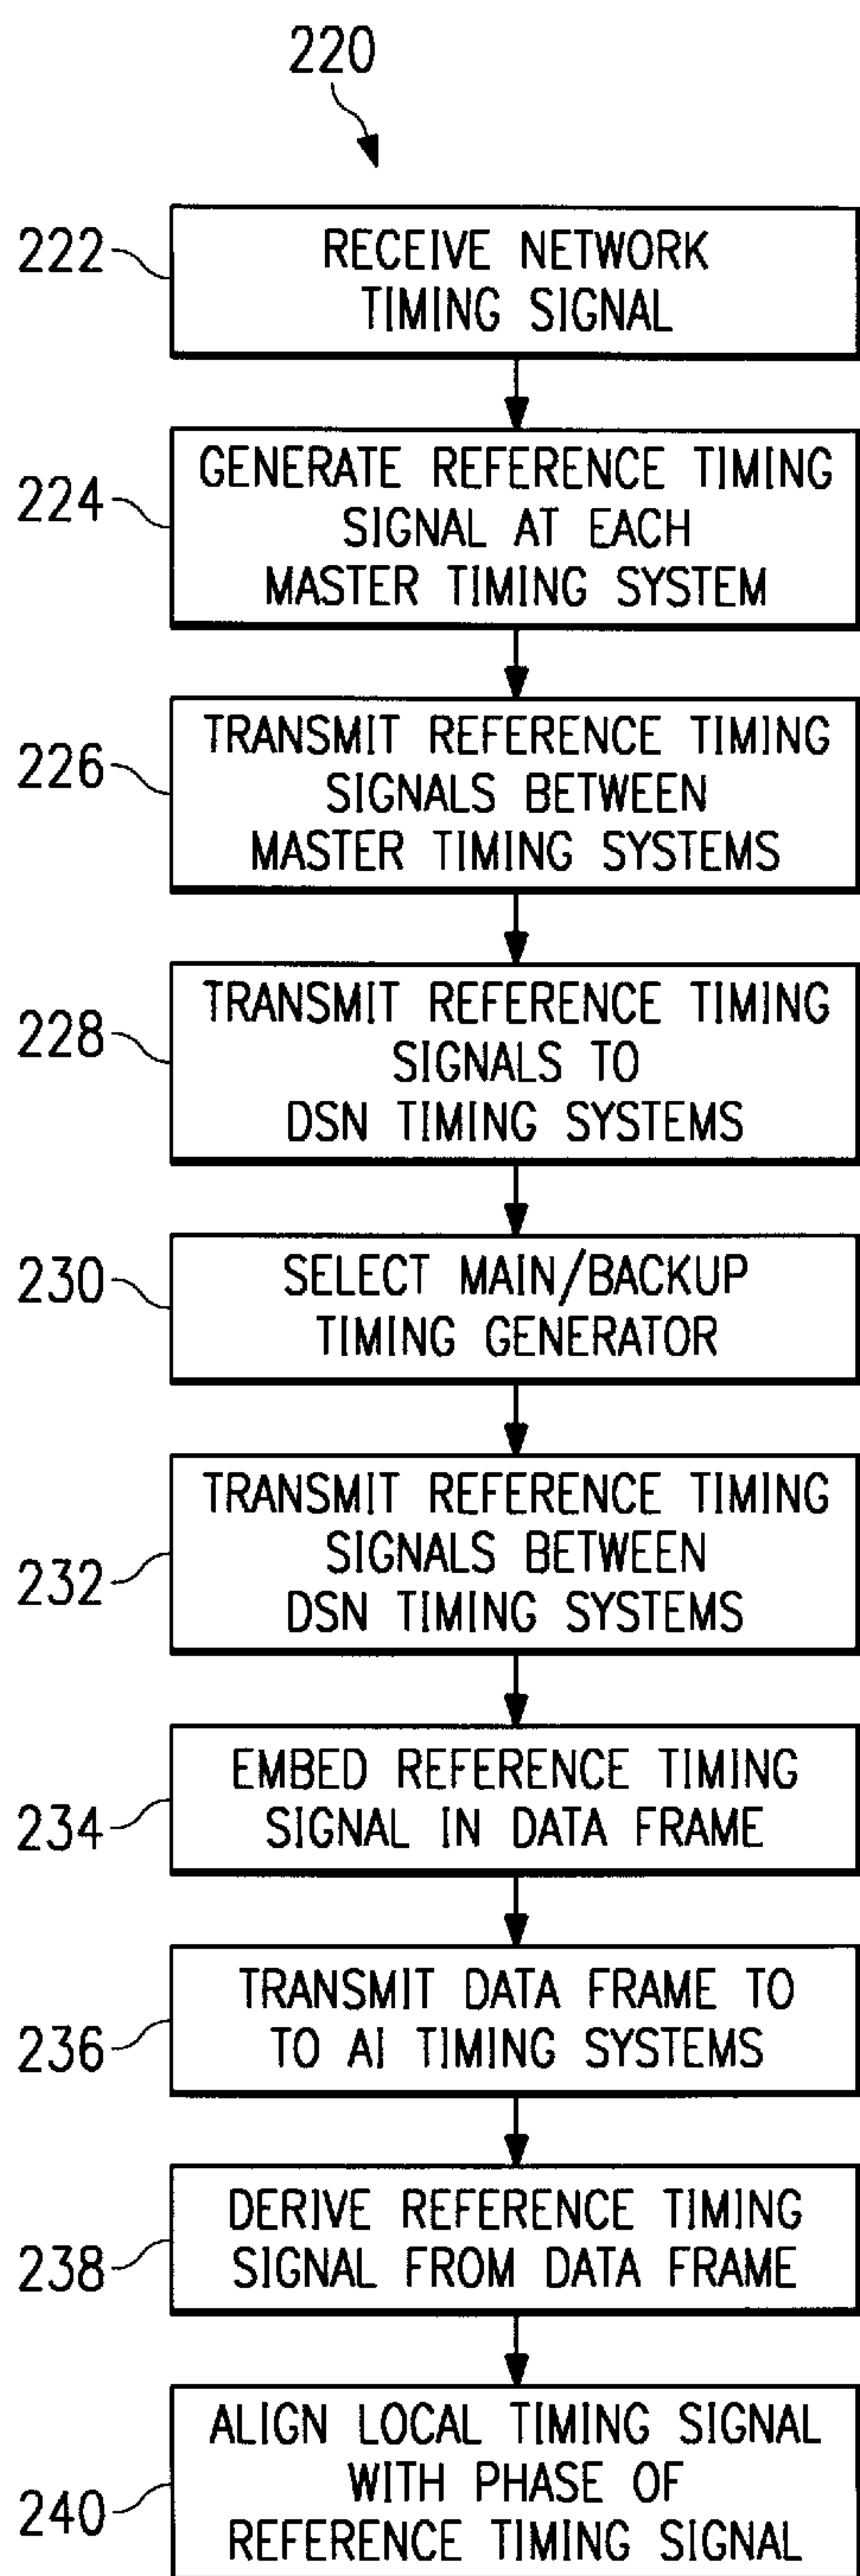 220
222
RECEIVE NETWORK
TIMING SIGNAL
224
GENERATE REFERENCE TIMING
SIGNAL AT EACH
MASTER TIMING SYSTEM
226
TRANSMIT REFERENCE TIMING
SIGNALS BETWEEN
MASTER TIMING SYSTEMS
228
TRANSMIT REFERENCE TIMING
SIGNALS TO
DSN TIMING SYSTEMS
230
SELECT MAIN/BACKUP
TIMING GENERATOR
232
TRANSMIT REFERENCE TIMING
SIGNALS BETWEEN
DSN TIMING SYSTEMS
234
EMBED REFERENCE TIMING
SIGNAL IN DATA FRAME
236
TRANSMIT DATA FRAME TO
TO AI TIMING SYSTEMS
238
DERIVE REFERENCE TIMING
SIGNAL FROM DATA FRAME
240
ALIGN LOCAL TIMING SIGNAL
WITH PHASE OF
REFERENCE TIMING SIGNAL